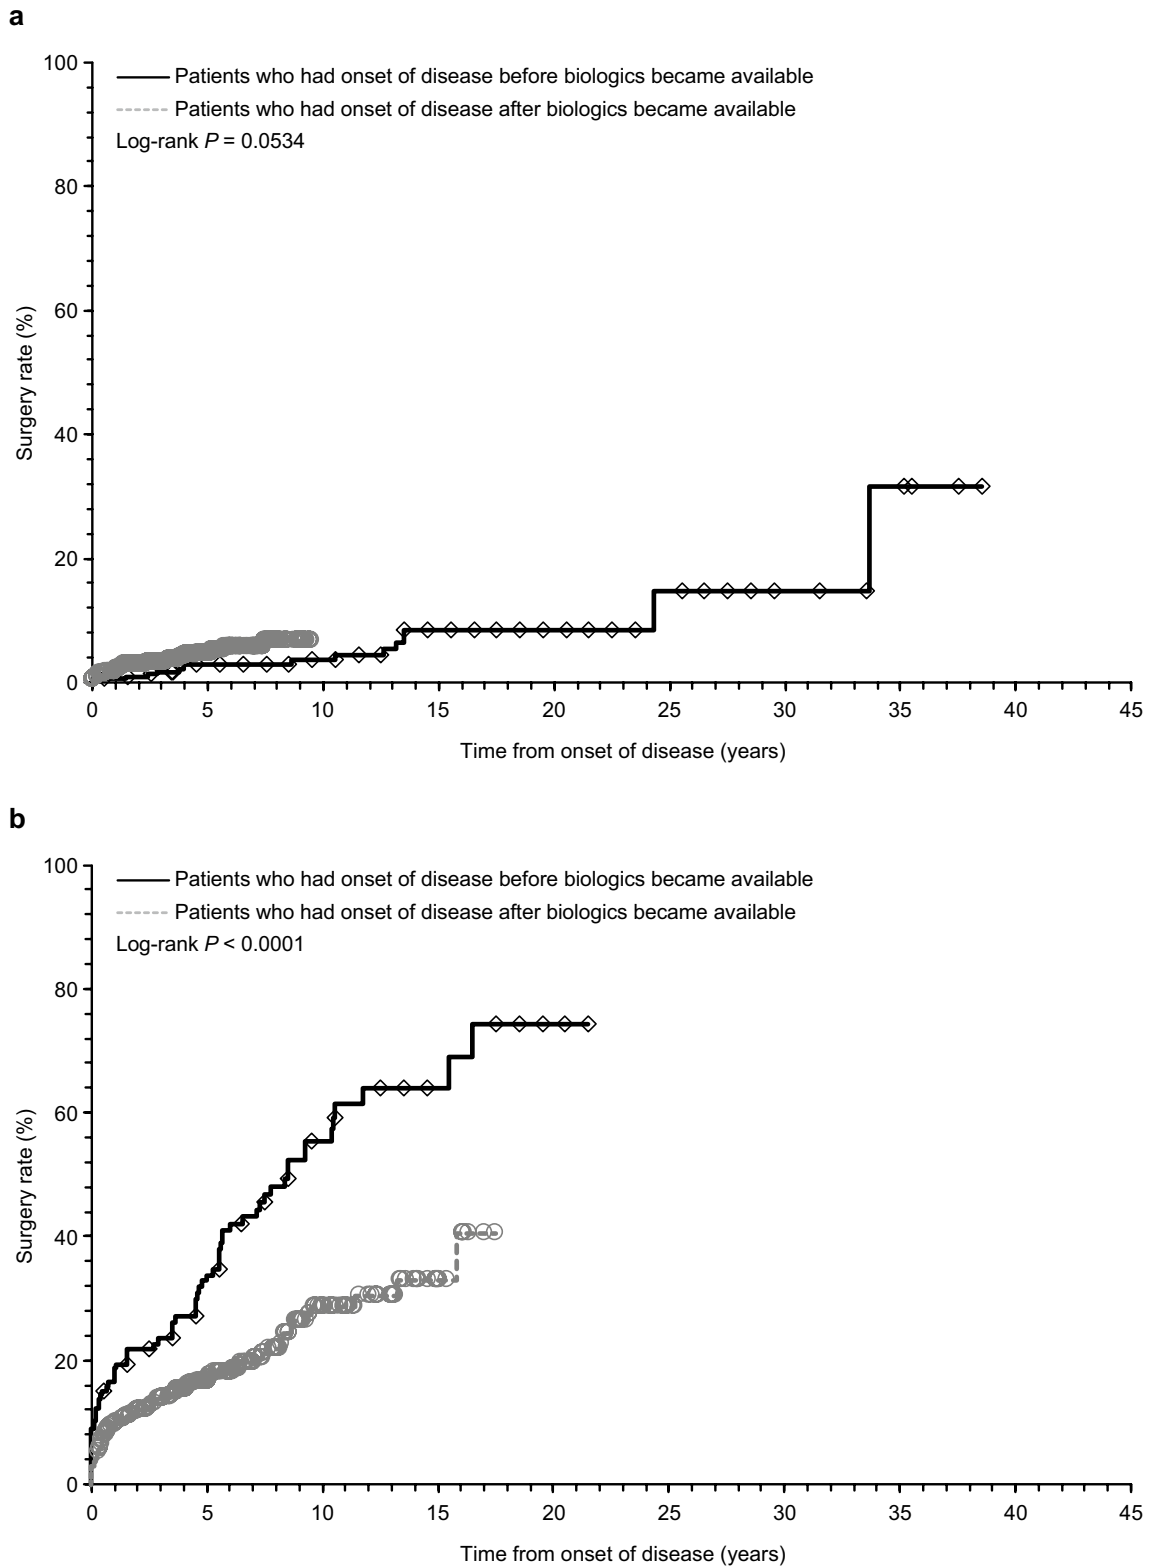 a
100
Patients who had onset of disease before biologics became available
Patients who had onset of disease after biologics became available
Log-rank P = 0.0534
80
60
40
20
0
Surgery rate (%)
0 5 10 15 20 25 30 35 40 45
Time from onset of disease (years)
b
100
Patients who had onset of disease before biologics became available
Patients who had onset of disease after biologics became available
Log-rank P < 0.0001
80
60
40
20
0
Surgery rate (%)
0 5 10 15 20 25 30 35 40 45
Time from onset of disease (years)